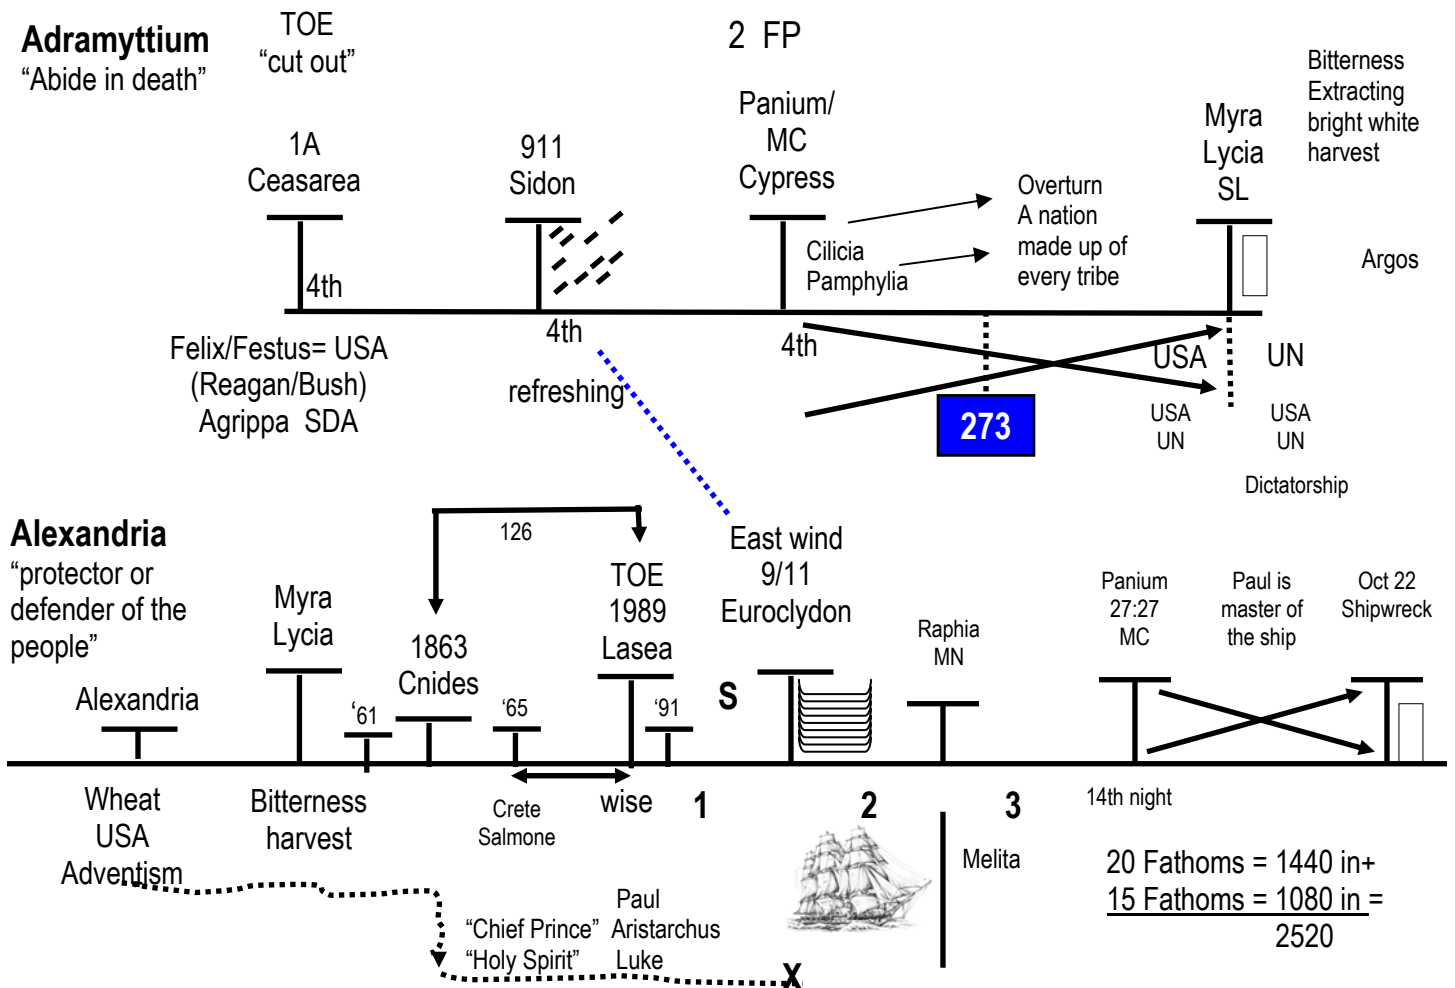 Adramyttium
“Abide in death”
TOE
“cut out”
2 FP
Bitterness
Extracting
bright white
harvest
1A
Ceasarea
911
Sidon
Panium/
MC
Cypress
Myra
Lycia
SL
Overturn
A nation
made up of
every tribe
Cilicia
Pamphylia
Argos
4th
4th
4th
Felix/Festus= USA
(Reagan/Bush)
Agrippa SDA
refreshing
273
USA
UN
USA
UN
USA
UN
Dictatorship
Alexandria
“protector or
defender of the
people”
126
East wind
9/11
Euroclydon
TOE
1989
Lasea
Myra
Lycia
1863
Cnides
Alexandria
‘61
‘65
‘91
S
Raphia
MN
Panium
27:27
MC
Paul is
master of
the ship
Oct 22
Shipwreck
Wheat
USA
Adventism
Bitterness
harvest
Crete
Salmone
wise
1
2
3
14th night
Melita
20 Fathoms = 1440 in+
15 Fathoms = 1080 in =
2520
“Chief Prince”
“Holy Spirit”
Paul
Aristarchus
Luke
X